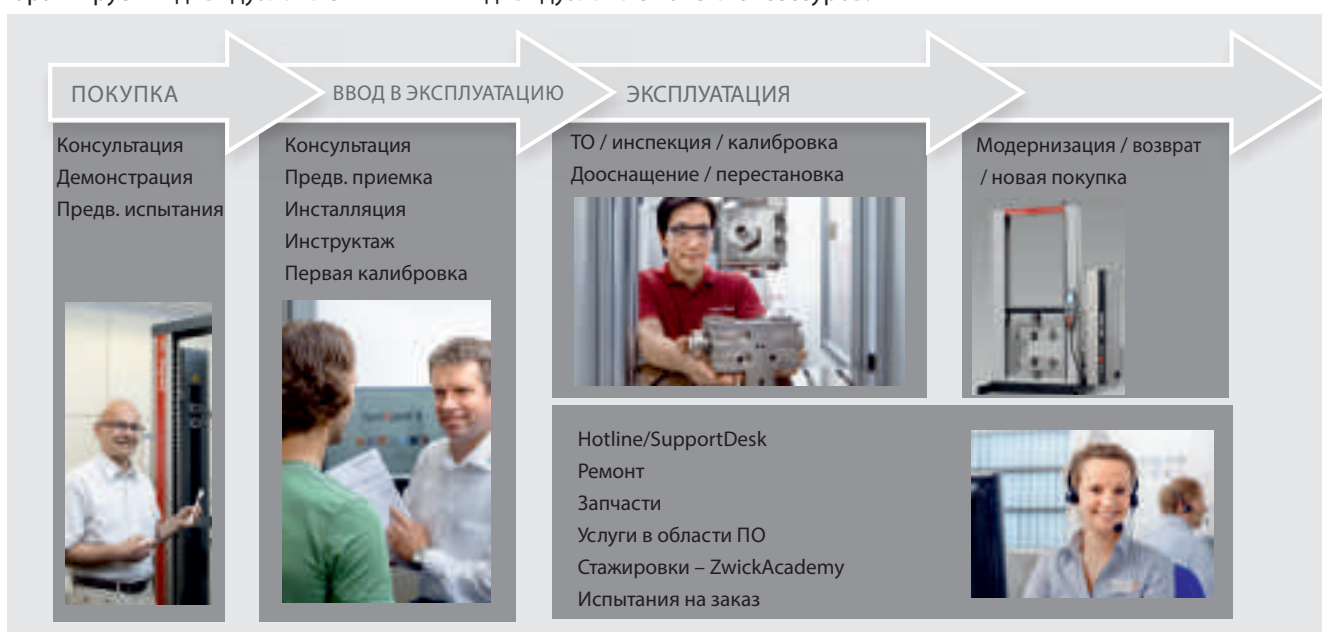 ПОКУПКА
Консультация
Демонстрация
Предв. испытания
ВВОД В ЭКСПЛУАТАЦИЮ
Консультация
Предв. приемка
Инсталляция
Инструктаж
Первая калибровка
ЭКСПЛУАТАЦИЯ
ТО / инспекция / калибровка
Дооснащение / перестановка
Модернизация / возврат
/ новая покупка
Hotline/SupportDesk
Ремонт
Запчасти
Услуги в области ПО
Стажировки – ZwickAcademy
Испытания на заказ